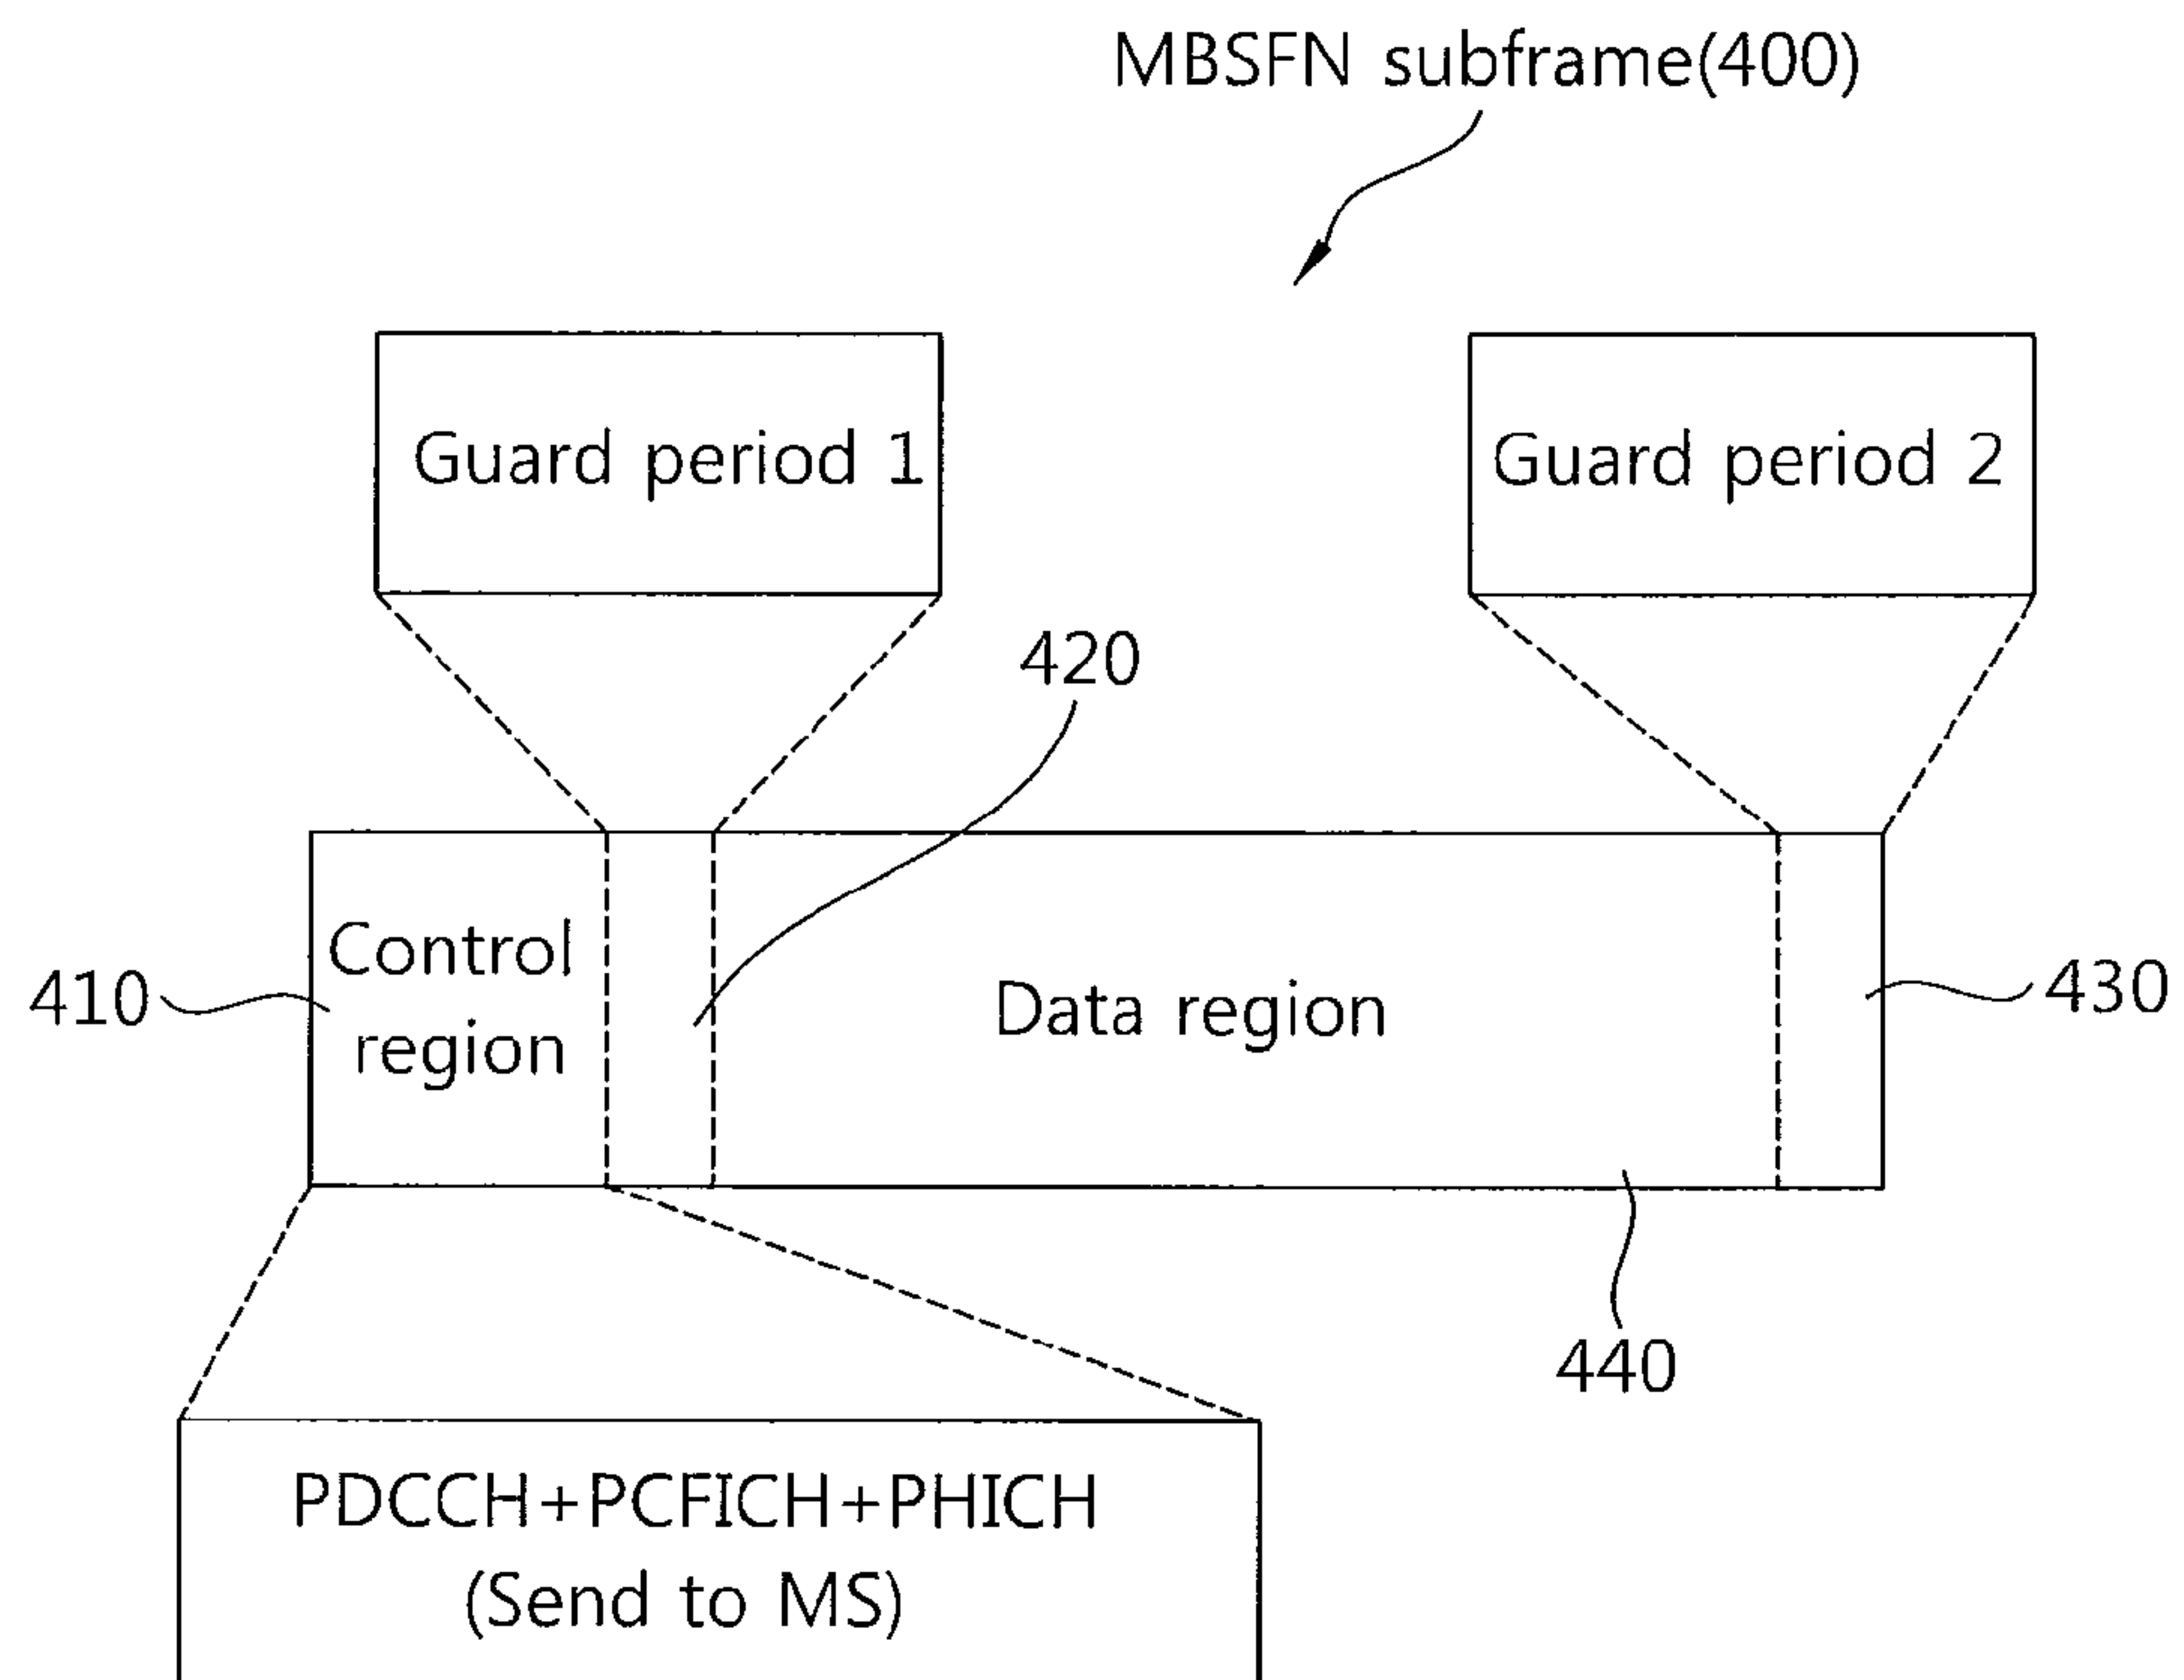 MBSFN subframe(400)
Guard period 1
Guard period 2
420
Control
region
Data region
410
430
440
PDCCH+PCFICH+PHICH
(Send to MS)